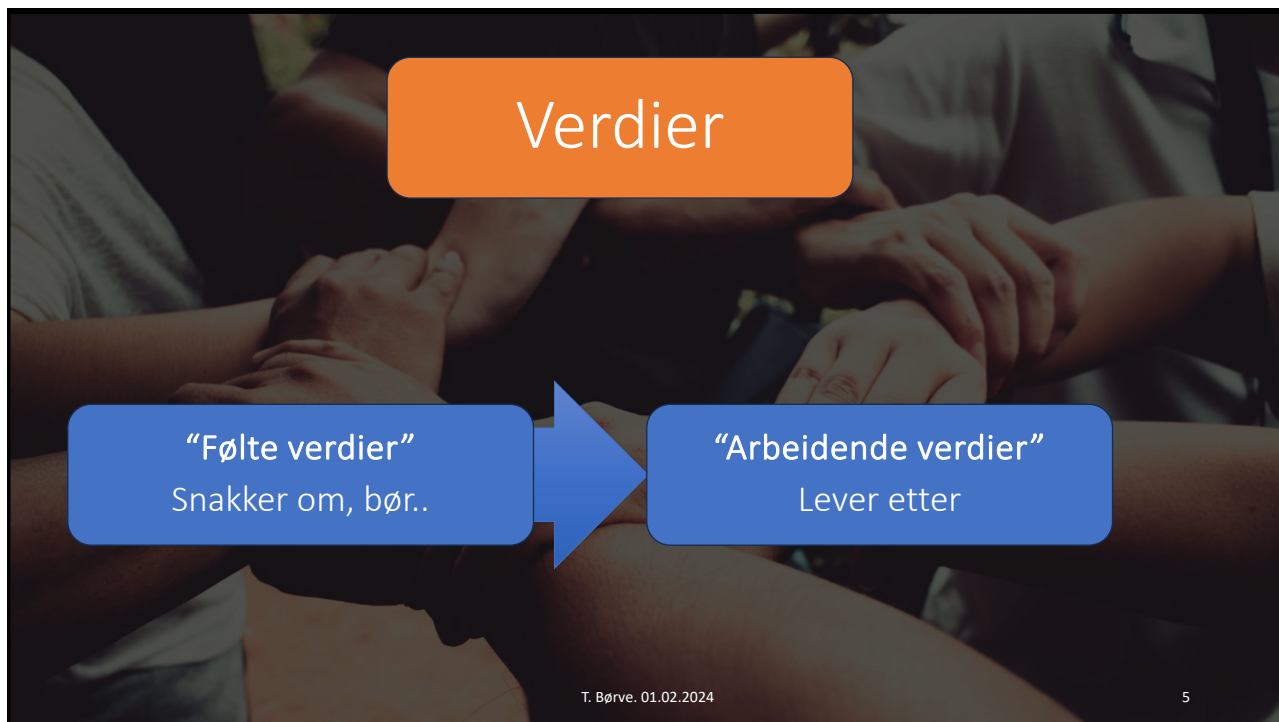 Verdier
“Følte verdier”
Snakker om, bør..
“Arbeidende verdier”
Lever etter
T. Børve. 01.02.2024
5